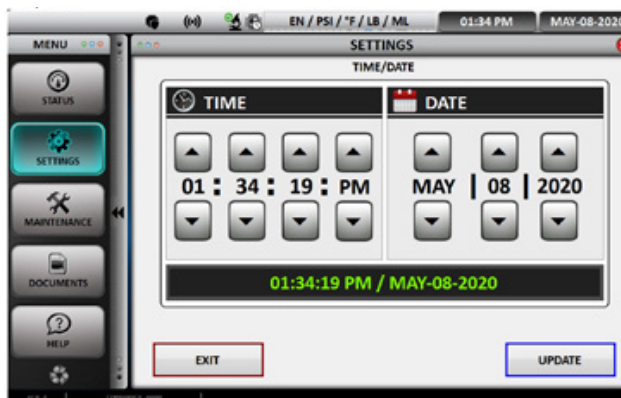 EN / PSI / °F / LB / ML 01:34 PM MAY-08-2020
MENU
SETTINGS
TIME/DATE
STATUS
SETTINGS
MAINTENANCE
DOCUMENTS
HELP
TIME
DATE
01 : 34 : 19 : PM
MAY | 08 | 2020
01:34:19 PM / MAY-08-2020
EXIT
UPDATE